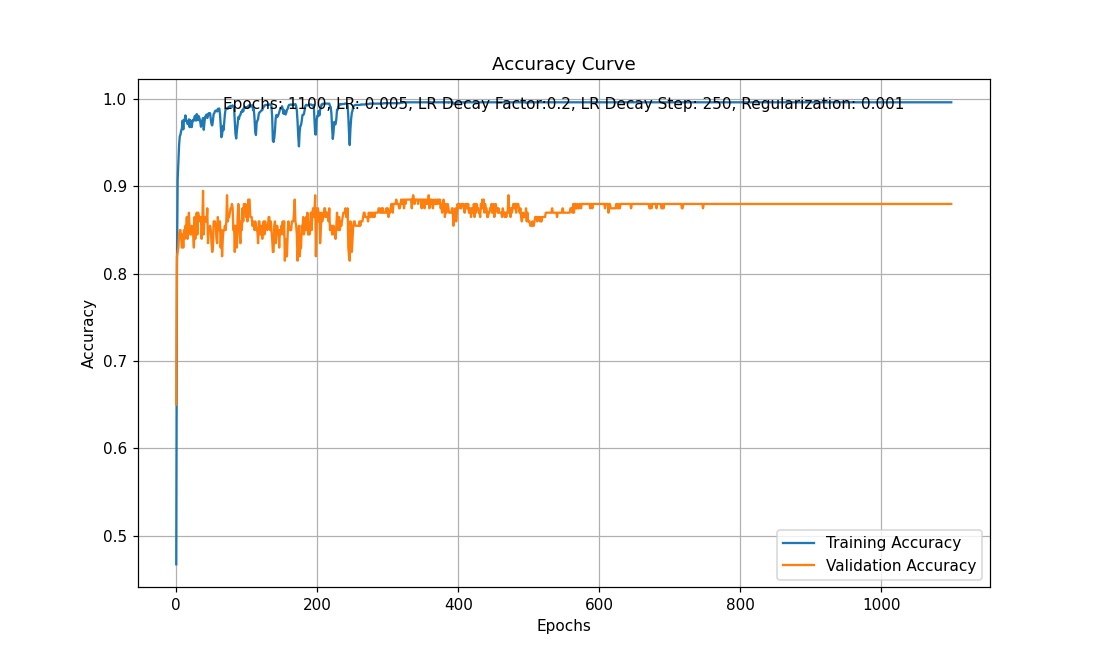 Accuracy Curve
Epochs: 1100, LR: 0.005, LR Decay Factor:0.2, LR Decay Step: 250, Regularization: 0.001
1.0
0.9
0.8
0.7
0.6
0.5
Accuracy
Training Accuracy
Validation Accuracy
0 200 400 600 800 1000
Epochs